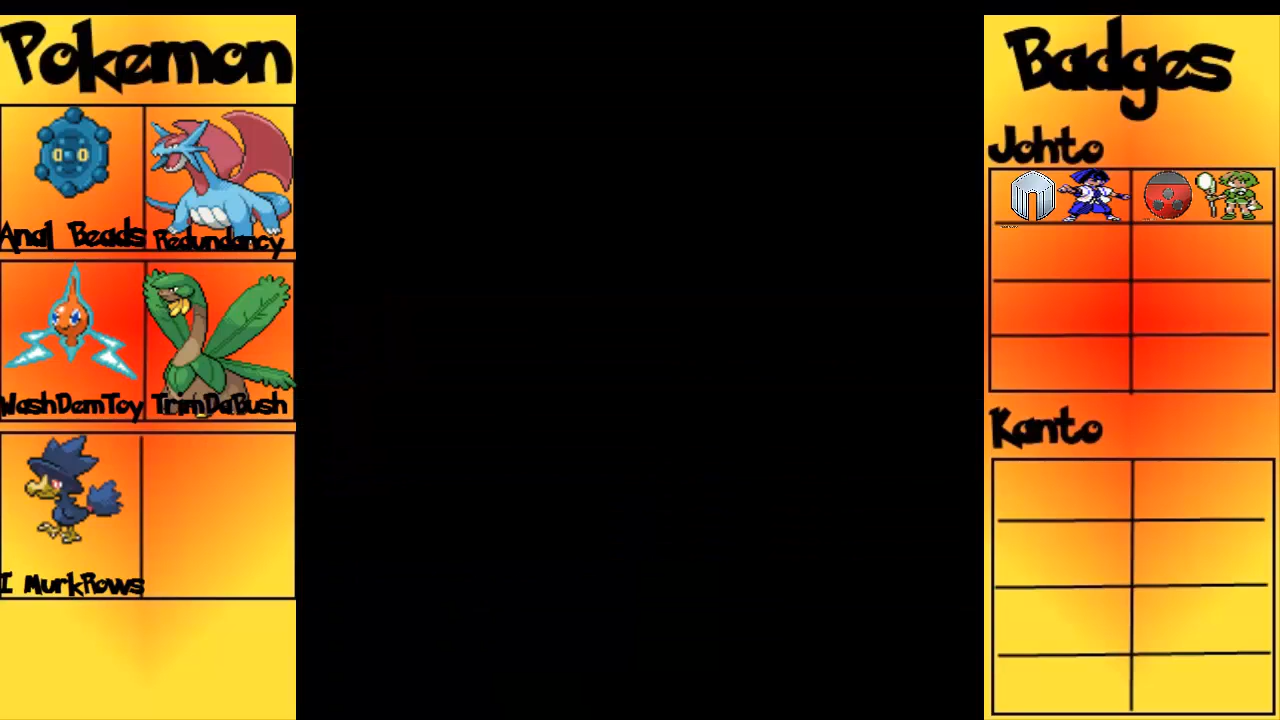 Pokemon
Anal Beads
Redundancy
WashDemToy
TrimDaBush
I MurkRows
Badges
Johto
Kanto